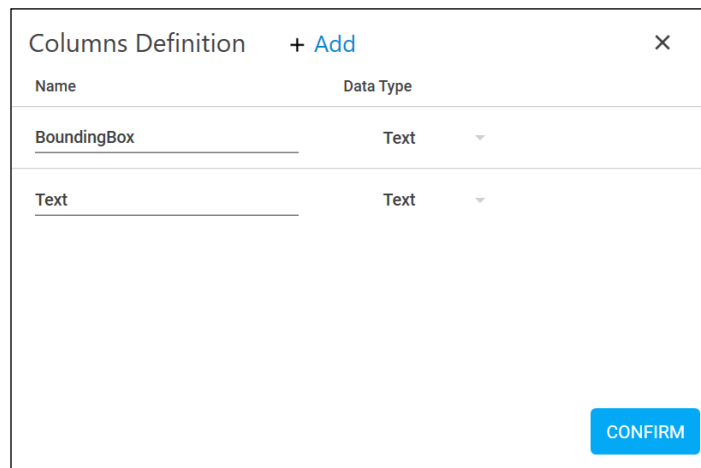 Columns Definition + Add ×
Name Data Type
BoundingBox Text
Text Text
CONFIRM